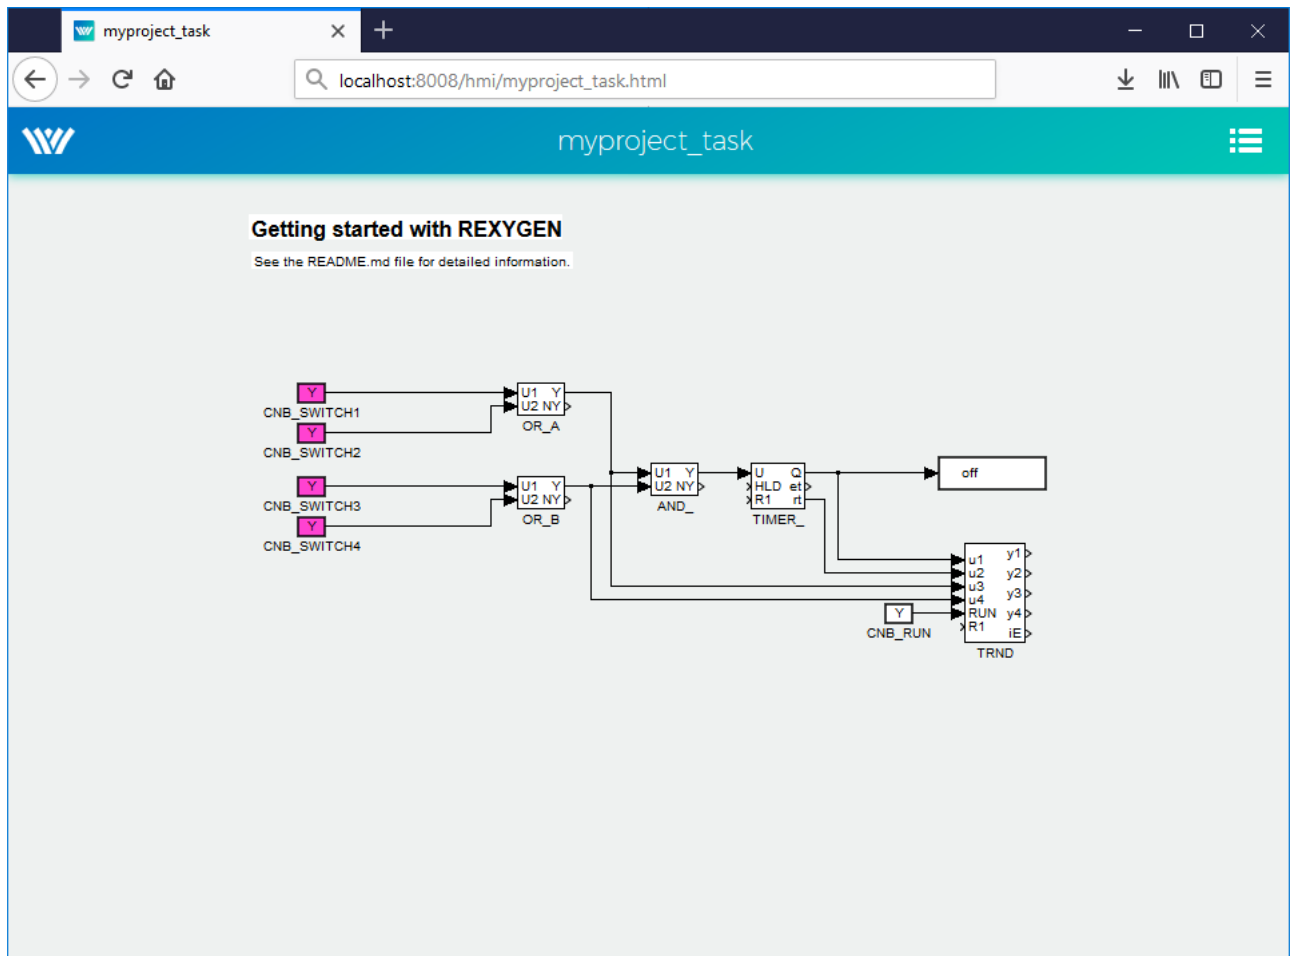 myproject_task
localhost:8008/hmi/myproject_task.html
myproject_task
Getting started with REXYGEN
See the README.md file for detailed information.
Y
CNB_SWITCH1
Y
CNB_SWITCH2
U1 Y
U2 NY
OR_A
Y
CNB_SWITCH3
Y
CNB_SWITCH4
U1 Y
U2 NY
OR_B
U1 Y
U2 NY
AND_
U Q
HLD et
R1 rt
TIMER_
off
Y
CNB_RUN
u1 y1
u2 y2
u3 y3
u4
RUN y4
R1 iE
TRND